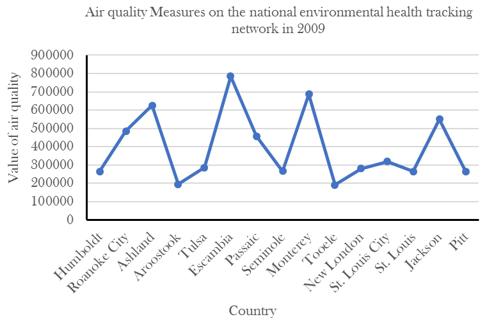 Air quality Measures on the national environmental health tracking
network in 2009
Value of air quality
900000
800000
700000
600000
500000
400000
300000
200000
100000
0
Humboldt
Roanoke City
Ashland
Aroostook
Tulsa
Escambia
Passaic
Seminole
Monterey
Tooele
New London
St. Louis City
St. Louis
Jackson
Pitt
Country